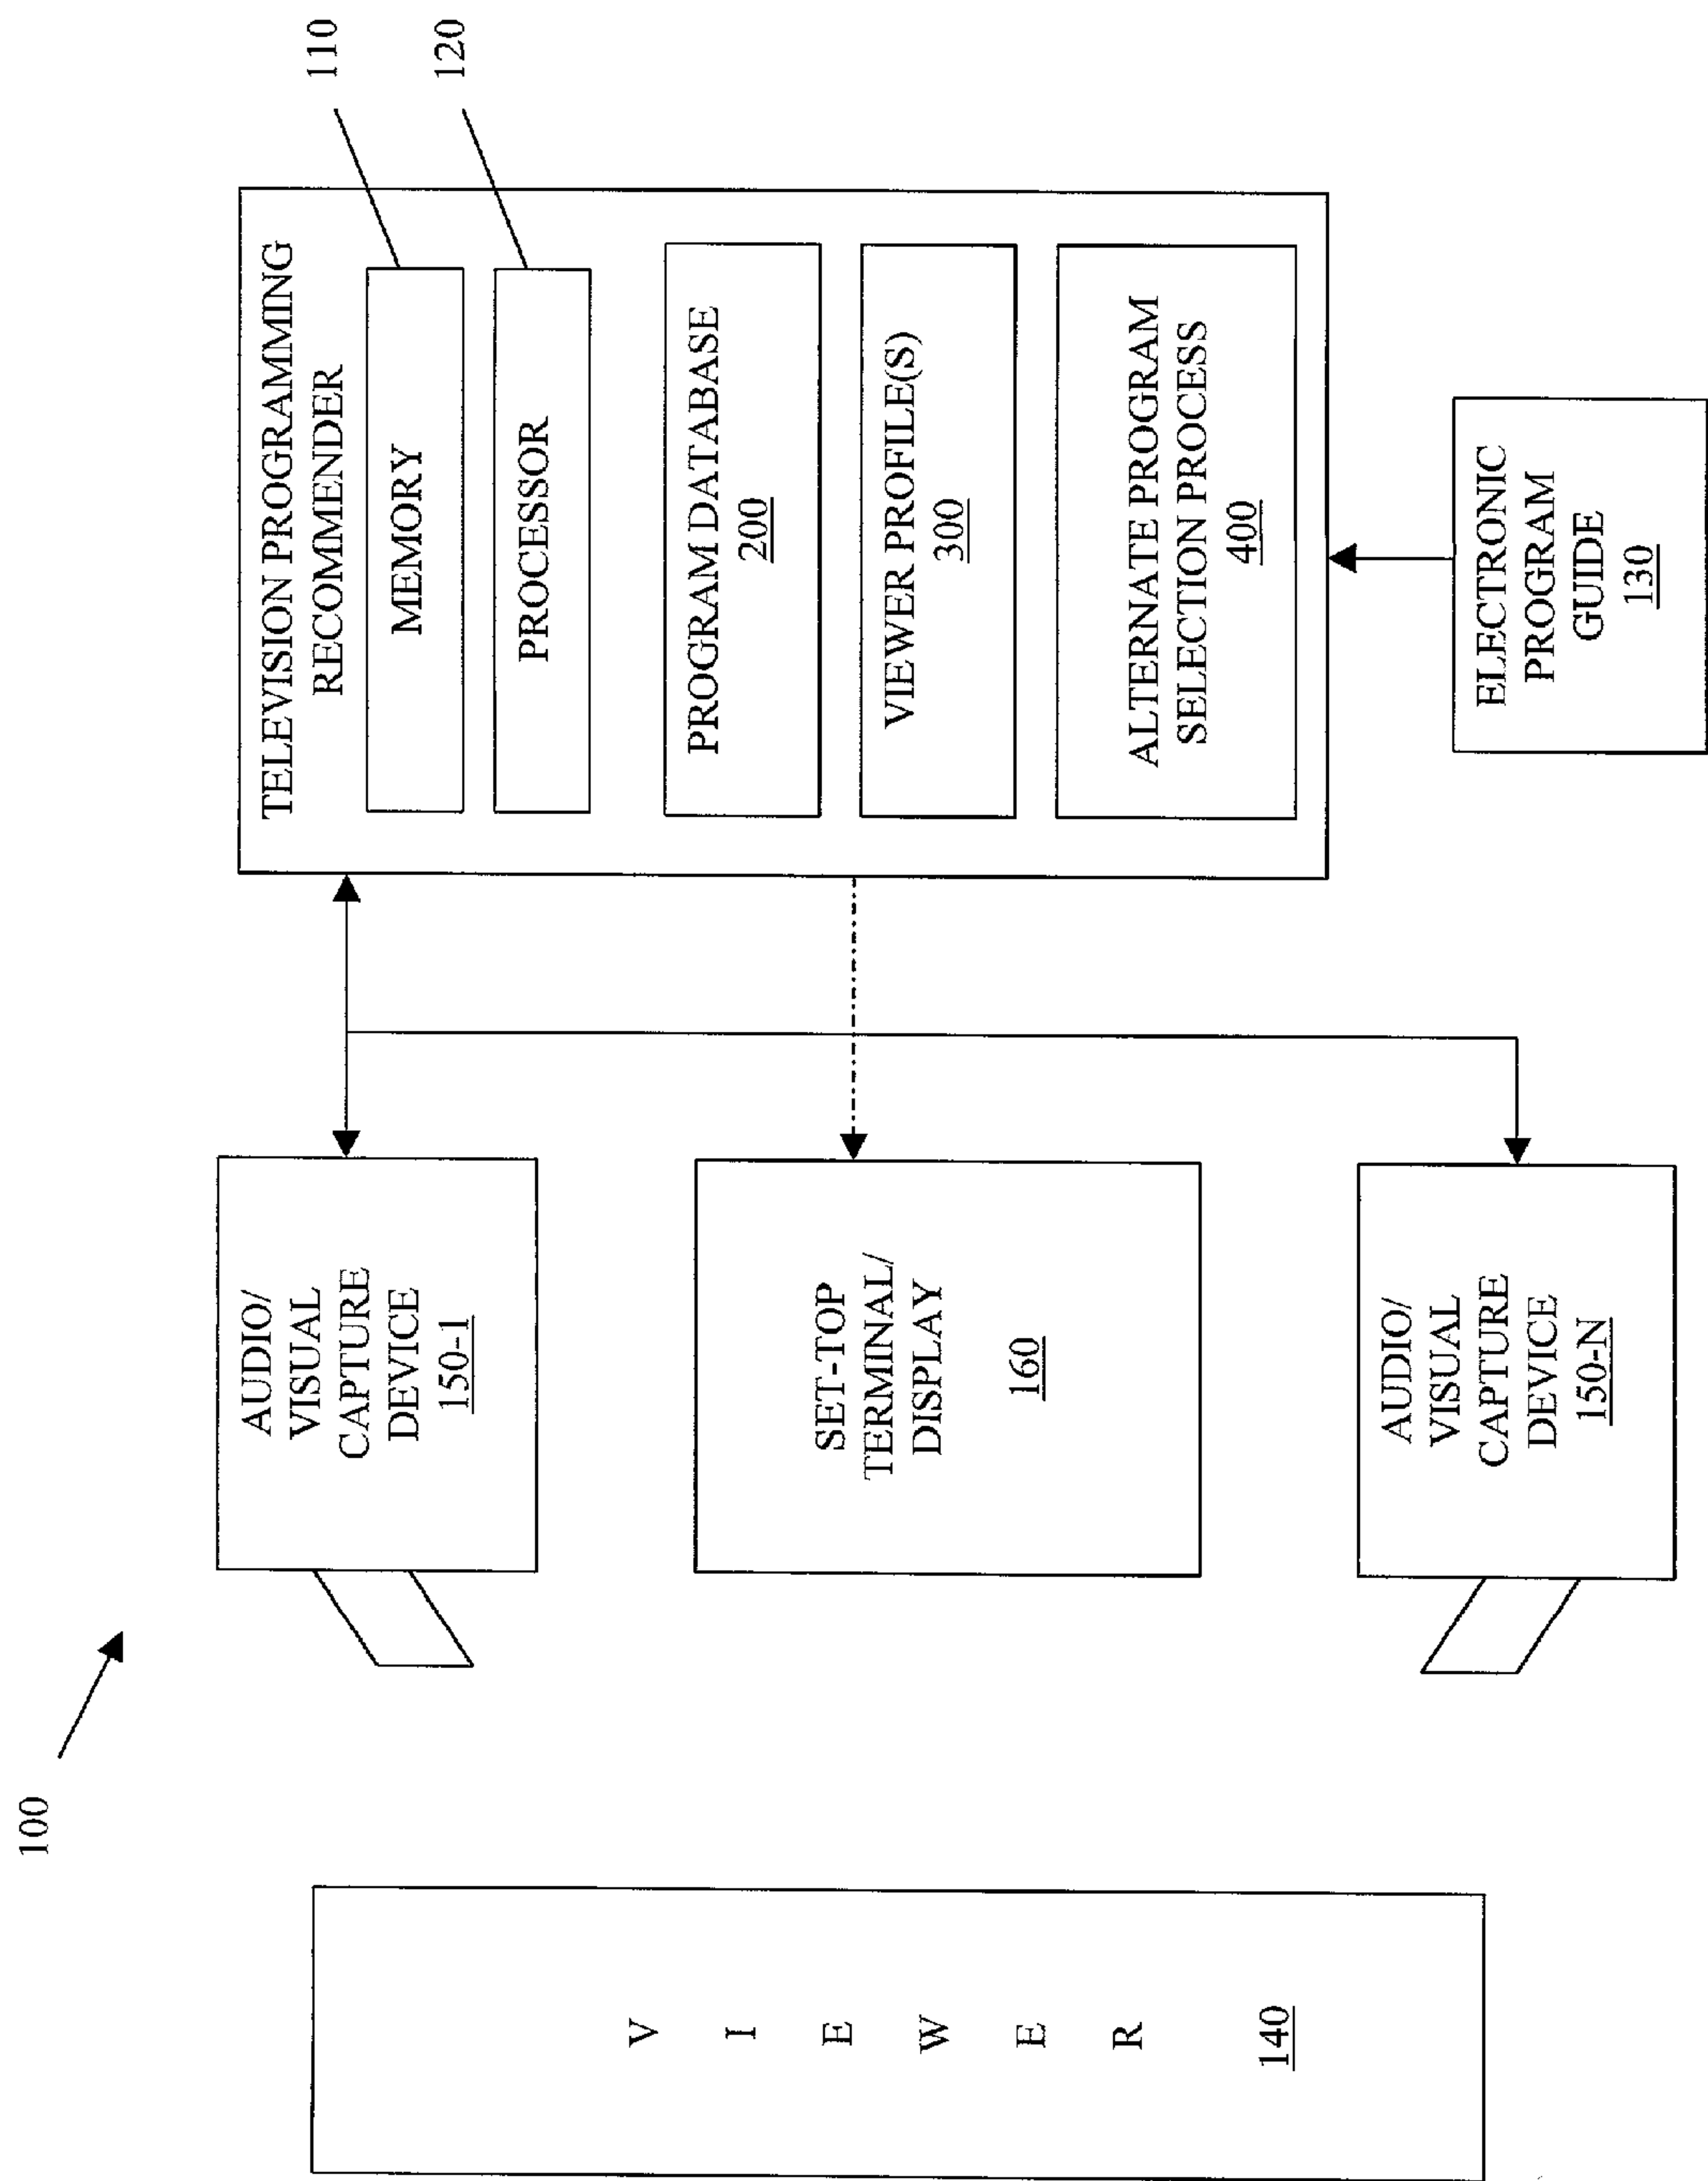 100
VIEWER
140
AUDIO/
VISUAL
CAPTURE
DEVICE
150-1
SET-TOP
TERMINAL/
DISPLAY
160
AUDIO/
VISUAL
CAPTURE
DEVICE
150-N
TELEVISION PROGRAMMING
RECOMMENDER
MEMORY
110
PROCESSOR
120
PROGRAM DATABASE
200
VIEWER PROFILE(S)
300
ALTERNATE PROGRAM
SELECTION PROCESS
400
ELECTRONIC
PROGRAM
GUIDE
130